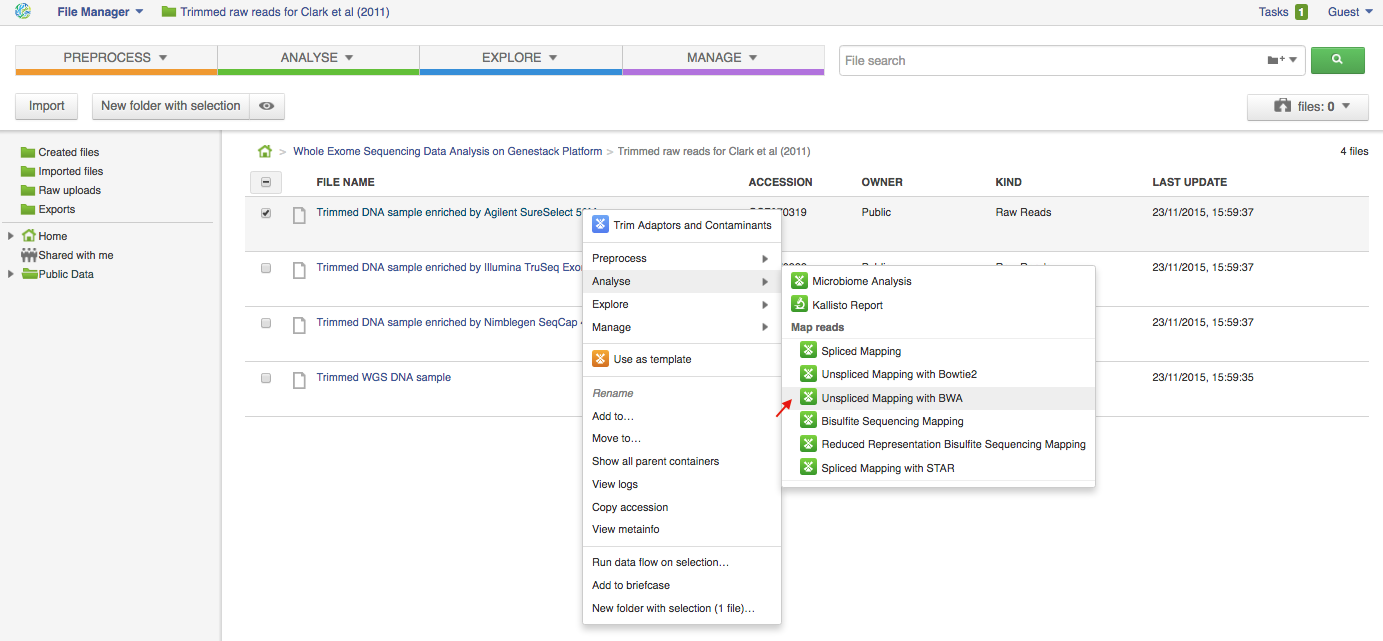 File Manager Trimmed raw reads for Clark et al (2011) Tasks 1 Guest
PREPROCESS ANALYSE EXPLORE MANAGE File search
Import New folder with selection files: 0
Created files
Imported files
Raw uploads
Exports
Home
Shared with me
Public Data
Whole Exome Sequencing Data Analysis on Genestack Platform > Trimmed raw reads for Clark et al (2011) 4 files
FILE NAME ACCESSION OWNER KIND LAST UPDATE
Trimmed DNA sample enriched by Agilent SureSelect Public Raw Reads 23/11/2015, 15:59:37
Trimmed DNA sample enriched by Illumina TruSeq 23/11/2015, 15:59:37
Trimmed DNA sample enriched by Nimblegen SeqCap 23/11/2015, 15:59:37
Trimmed WGS DNA sample 23/11/2015, 15:59:35
Trim Adaptors and Contaminants
Preprocess
Analyse
Explore
Manage
Use as template
Rename
Add to…
Move to…
Show all parent containers
View logs
Copy accession
View metainfo
Run data flow on selection…
Add to briefcase
New folder with selection (1 file)…
Microbiome Analysis
Kallisto Report
Map reads
Spliced Mapping
Unspliced Mapping with Bowtie2
Unspliced Mapping with BWA
Bisulfite Sequencing Mapping
Reduced Representation Bisulfite Sequencing Mapping
Spliced Mapping with STAR